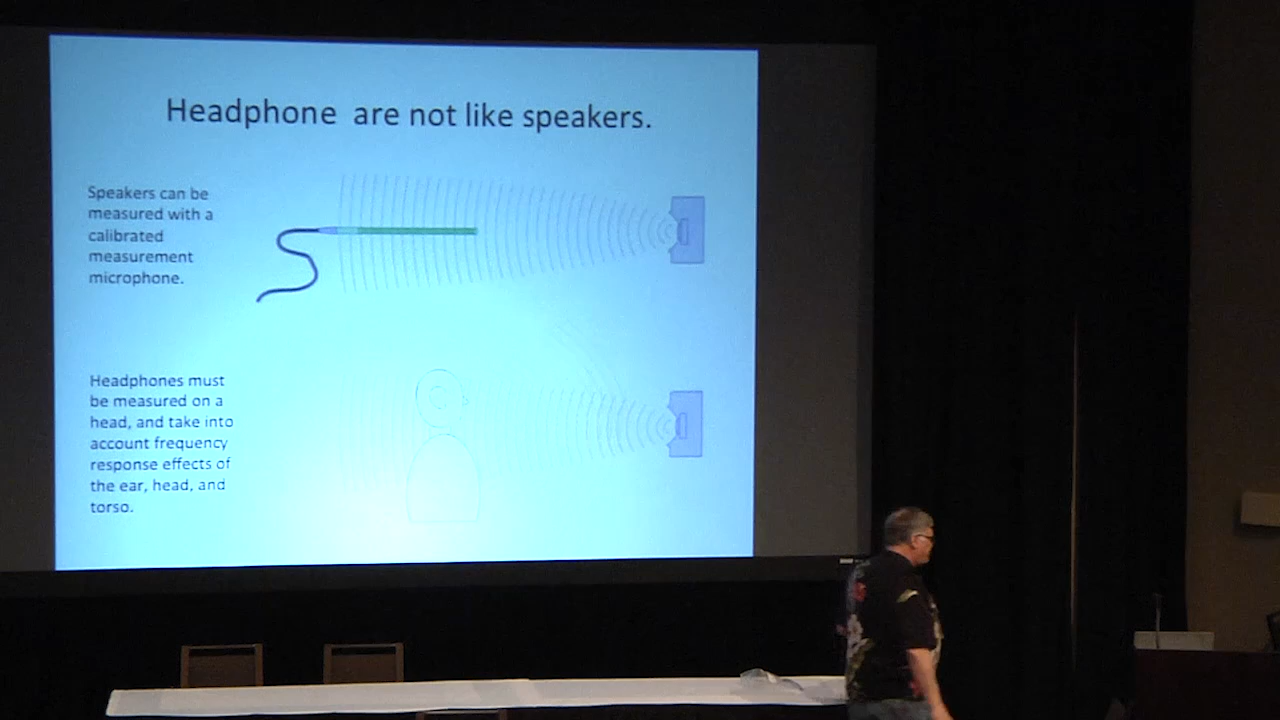 Headphone are not like speakers.
Speakers can be
measured with a
calibrated
measurement
microphone.
Headphones must
be measured on a
head, and take into
account frequency
response effects of
the ear, head, and
torso.